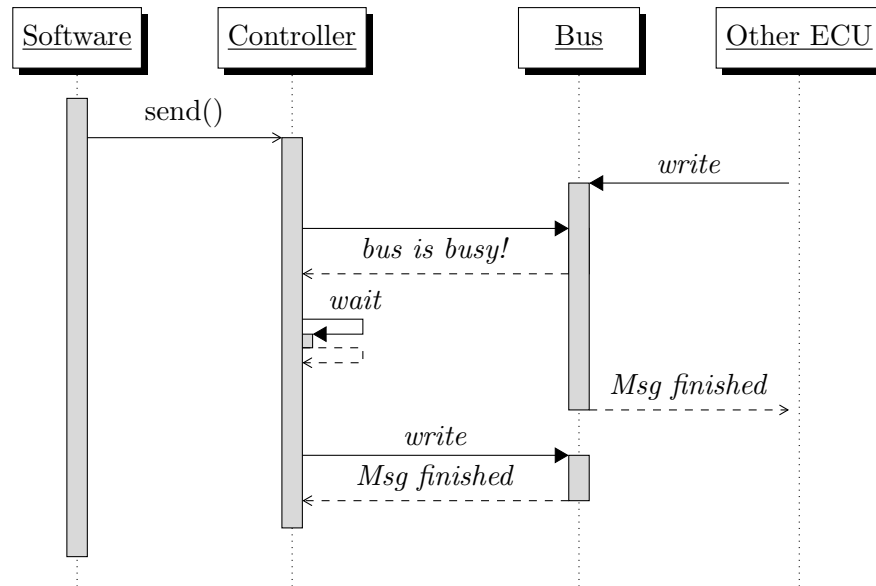 Software
Controller
Bus
Other ECU
send()
write
bus is busy!
wait
Msg finished
write
Msg finished